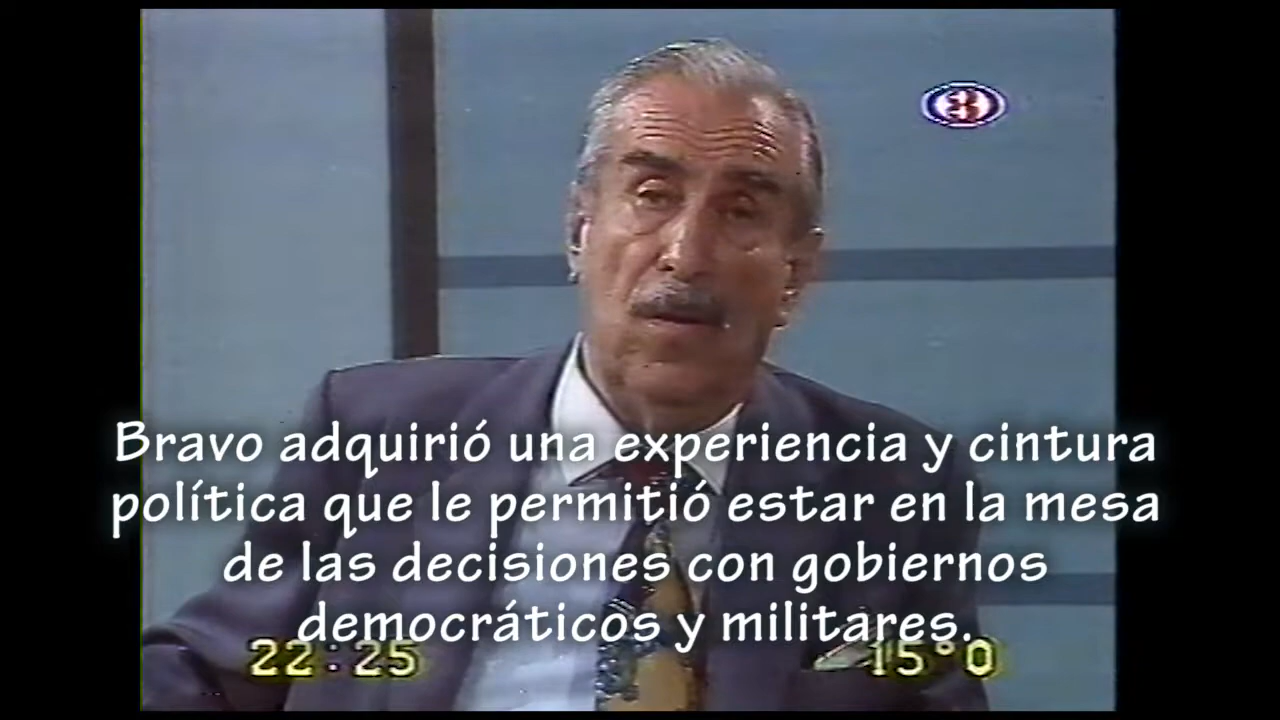 Bravo adquirió una experiencia y cintura
política que le permitió estar en la mesa
de las decisiones con gobiernos
democráticos y militares.
22:25
15°0